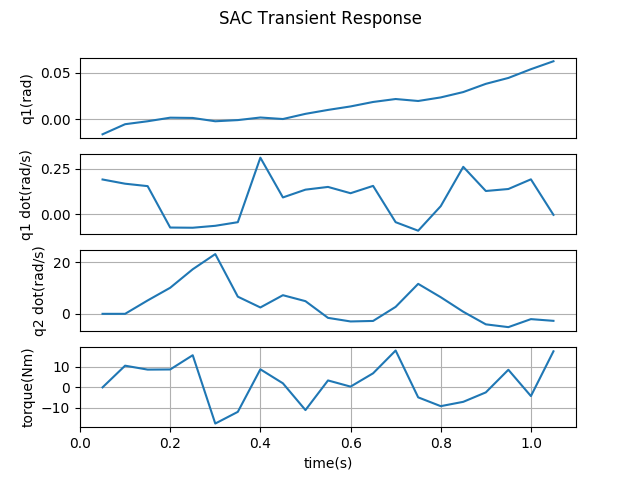 SAC Transient Response
q1(rad)
0.05
0.00
q1 dot(rad/s)
0.25
0.00
q2 dot(rad/s)
20
0
torque(Nm)
10
0
−10
0.0 0.2 0.4 0.6 0.8 1.0
time(s)